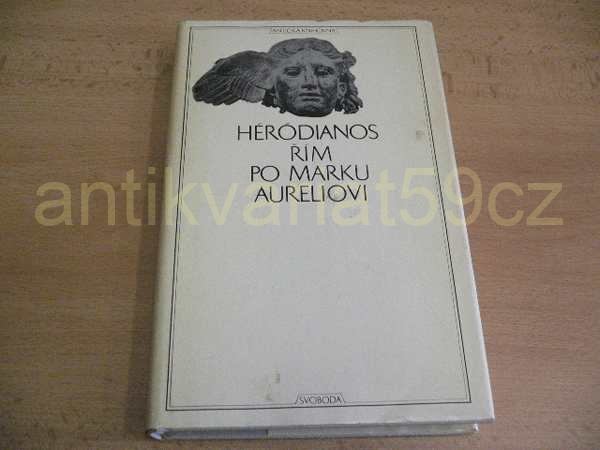 ANTICKÁ KNIHOVNA
HÉRÓDIANOS
ŘÍM
PO MARKU
AURELIOVI
antikvariat59cz
SVOBODA